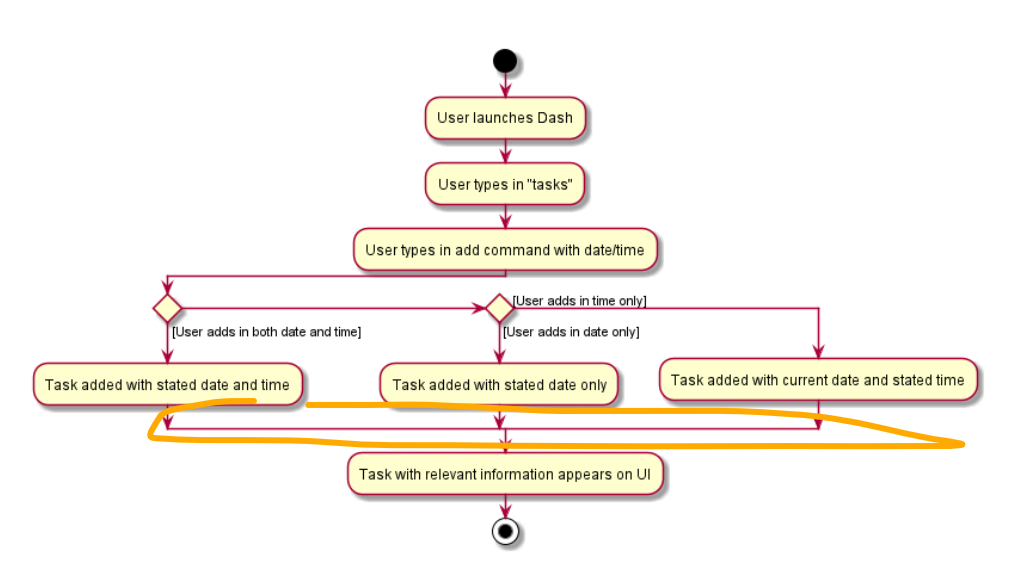 User launches Dash
User types in "tasks"
User types in add command with date/time
[User adds in time only]
[User adds in both date and time]
[User adds in date only]
Task added with stated date and time
Task added with stated date only
Task added with current date and stated time
Task with relevant information appears on UI